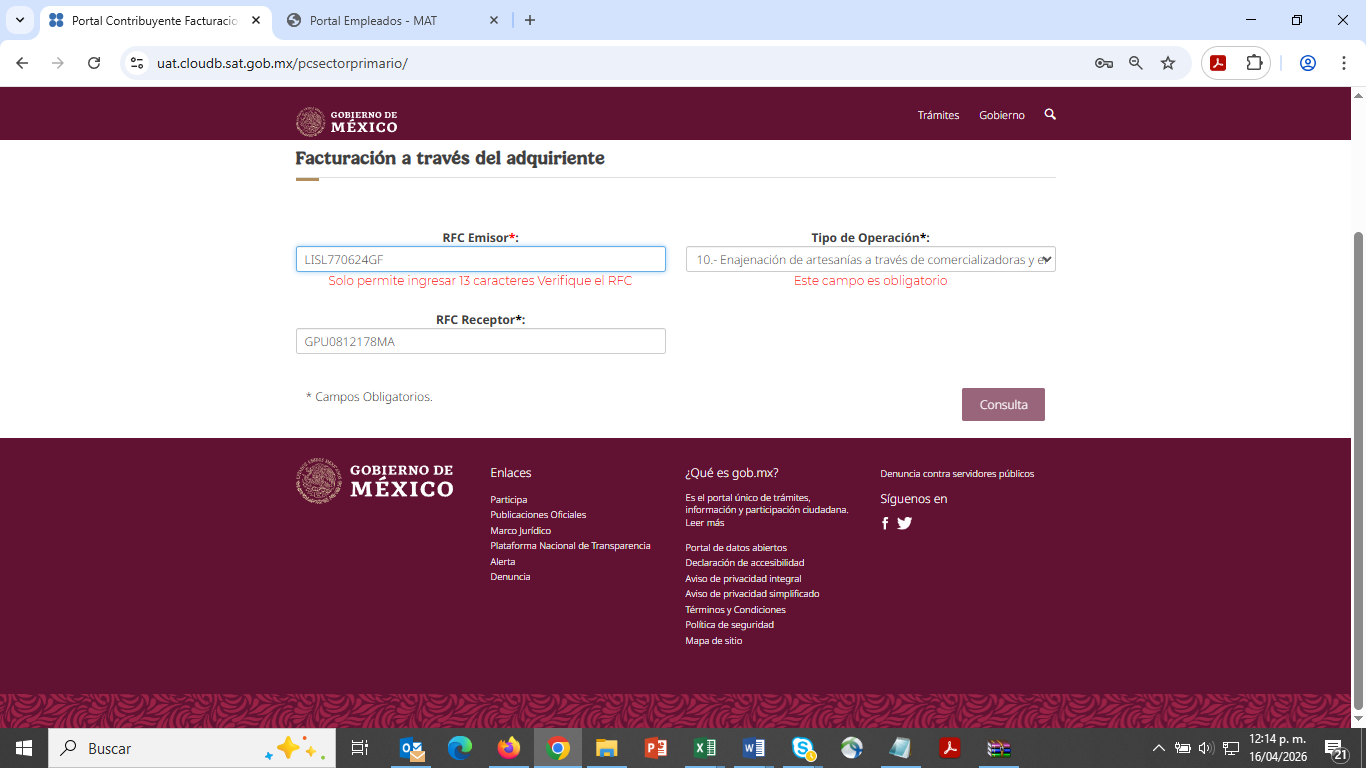 Portal Contribuyente Facturacio
Portal Empleados - MAT
uat.cloudb.sat.gob.mx/pcsectorprimario/
GOBIERNO DE
MÉXICO
Trámites
Gobierno
Facturación a través del adquiriente
RFC Emisor*:
Tipo de Operación*:
LISL770624GF
10.- Enajenación de artesanías a través de comercializadoras y e
Solo permite ingresar 13 caracteres Verifique el RFC
Este campo es obligatorio
RFC Receptor*:
GPU0812178MA
* Campos Obligatorios.
Consulta
GOBIERNO DE
MÉXICO
Enlaces
Participa
Publicaciones Oficiales
Marco Jurídico
Plataforma Nacional de Transparencia
Alerta
Denuncia
¿Qué es gob.mx?
Es el portal único de trámites,
información y participación ciudadana.
Leer más
Portal de datos abiertos
Declaración de accesibilidad
Aviso de privacidad integral
Aviso de privacidad simplificado
Términos y Condiciones
Política de seguridad
Mapa de sitio
Denuncia contra servidores públicos
Síguenos en
Buscar
12:14 p. m.
16/04/2026
21